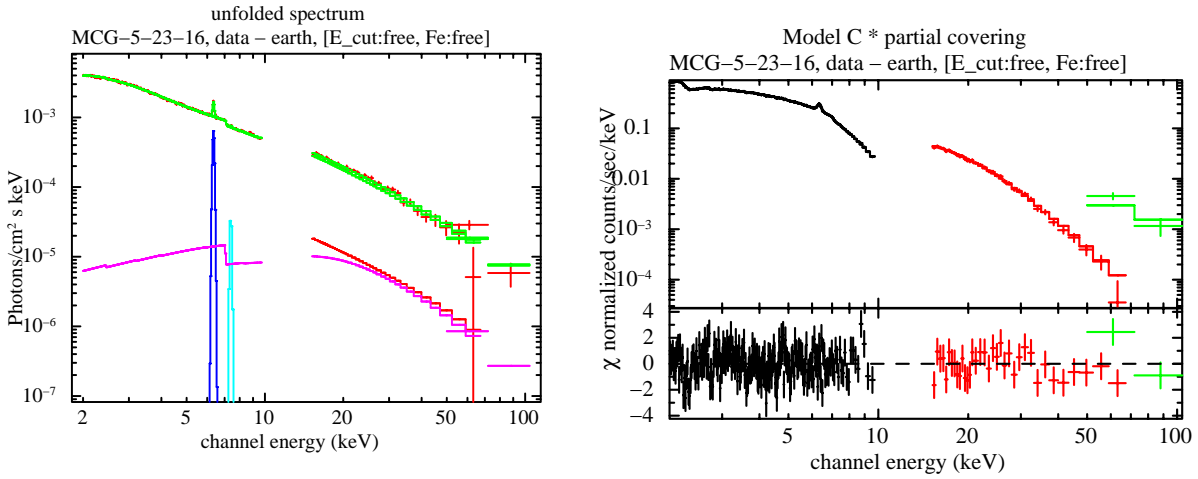 unfolded spectrum
MCG−5−23−16, data − earth, [E_cut:free, Fe:free]
Photons/cm² s keV
10⁻³
10⁻⁴
10⁻⁵
10⁻⁶
10⁻⁷
2 5 10 20 50 100
channel energy (keV)
Model C * partial covering
MCG−5−23−16, data − earth, [E_cut:free, Fe:free]
χ normalized counts/sec/keV
0.1
0.01
10⁻³
10⁻⁴
4
2
0
−2
−4
5 10 20 50 100
channel energy (keV)